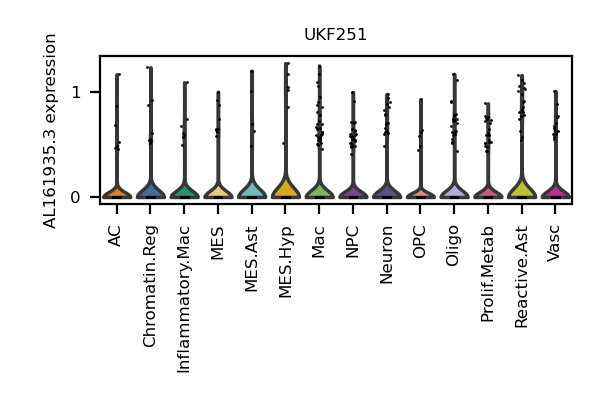 UKF251
AL161935.3 expression
1
0
AC
Chromatin.Reg
Inflammatory.Mac
MES
MES.Ast
MES.Hyp
Mac
NPC
Neuron
OPC
Oligo
Prolif.Metab
Reactive.Ast
Vasc